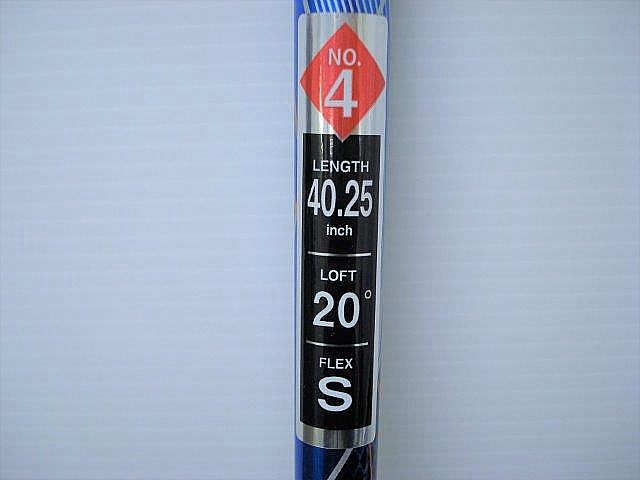 NO.
4
LENGTH
40.25
inch
LOFT
20°
FLEX
S